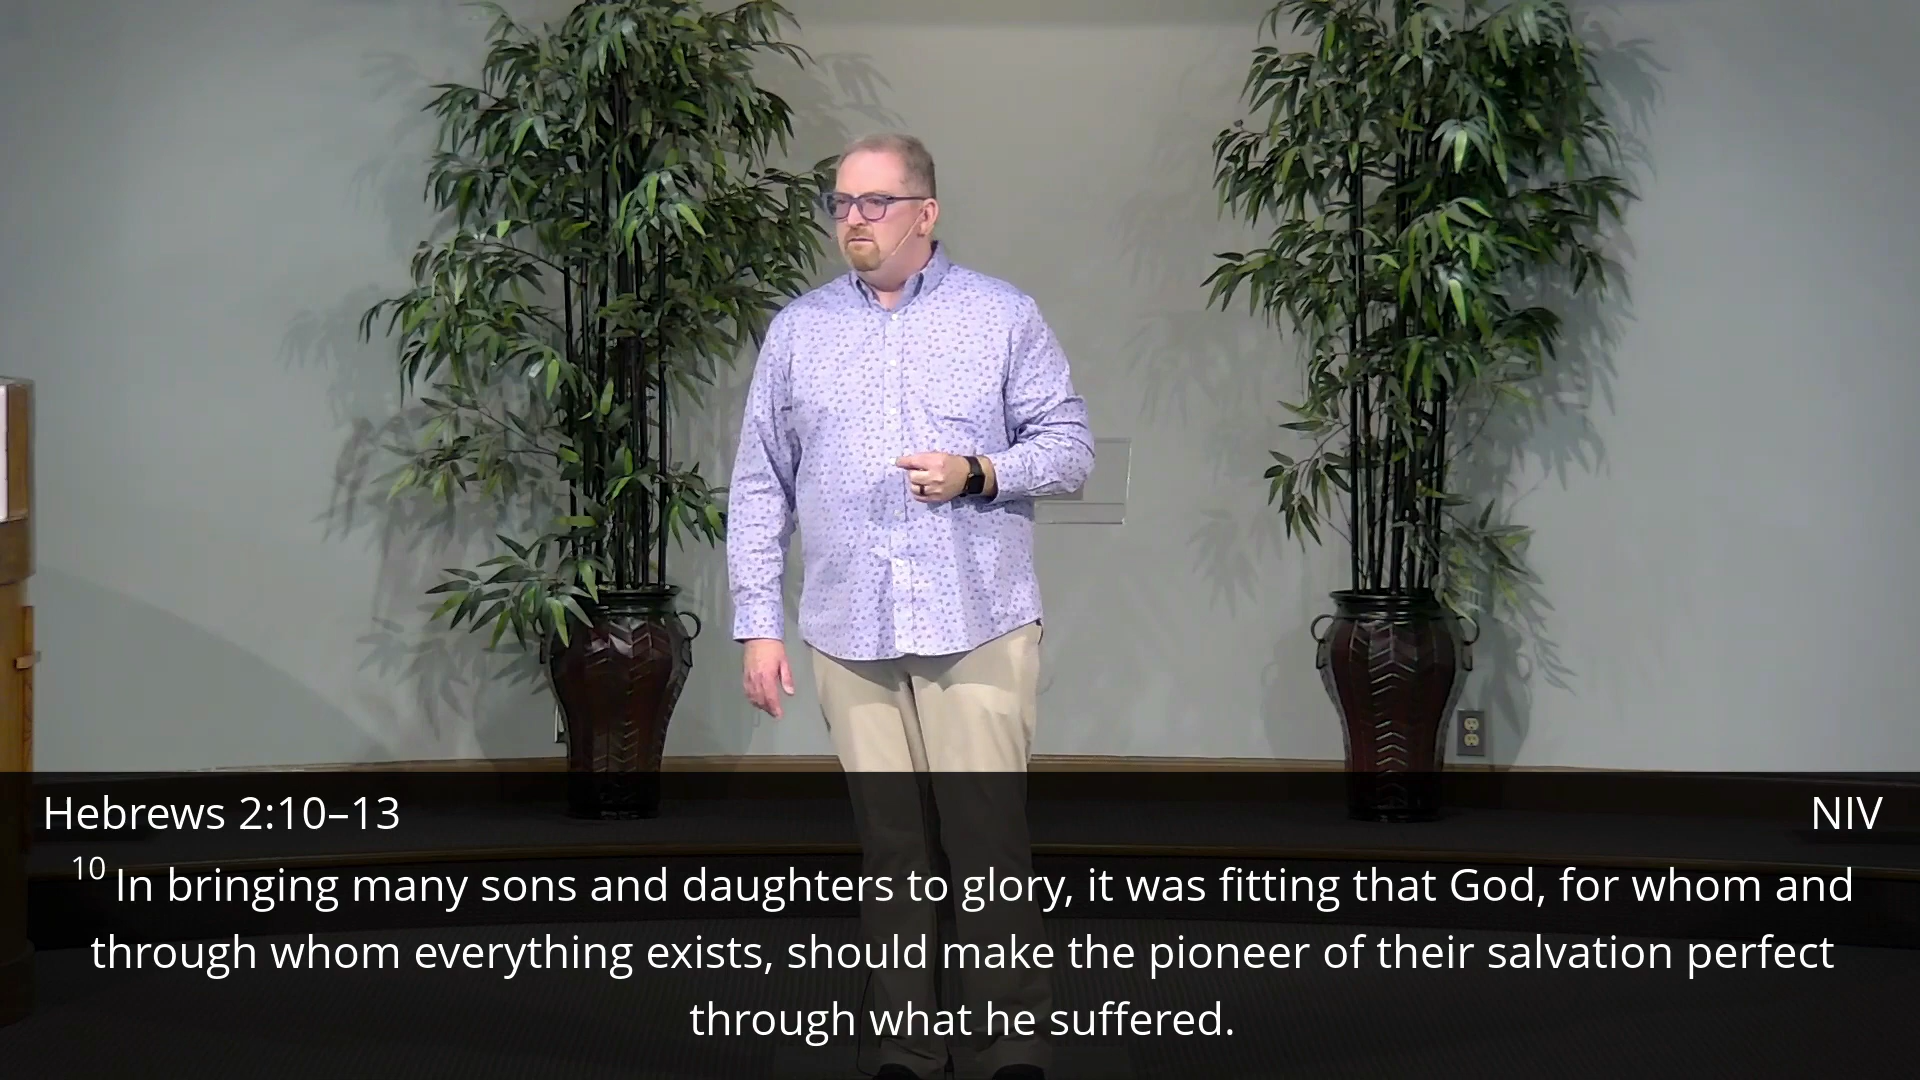 Hebrews 2:10–13 NIV
10 In bringing many sons and daughters to glory, it was fitting that God, for whom and
through whom everything exists, should make the pioneer of their salvation perfect
through what he suffered.